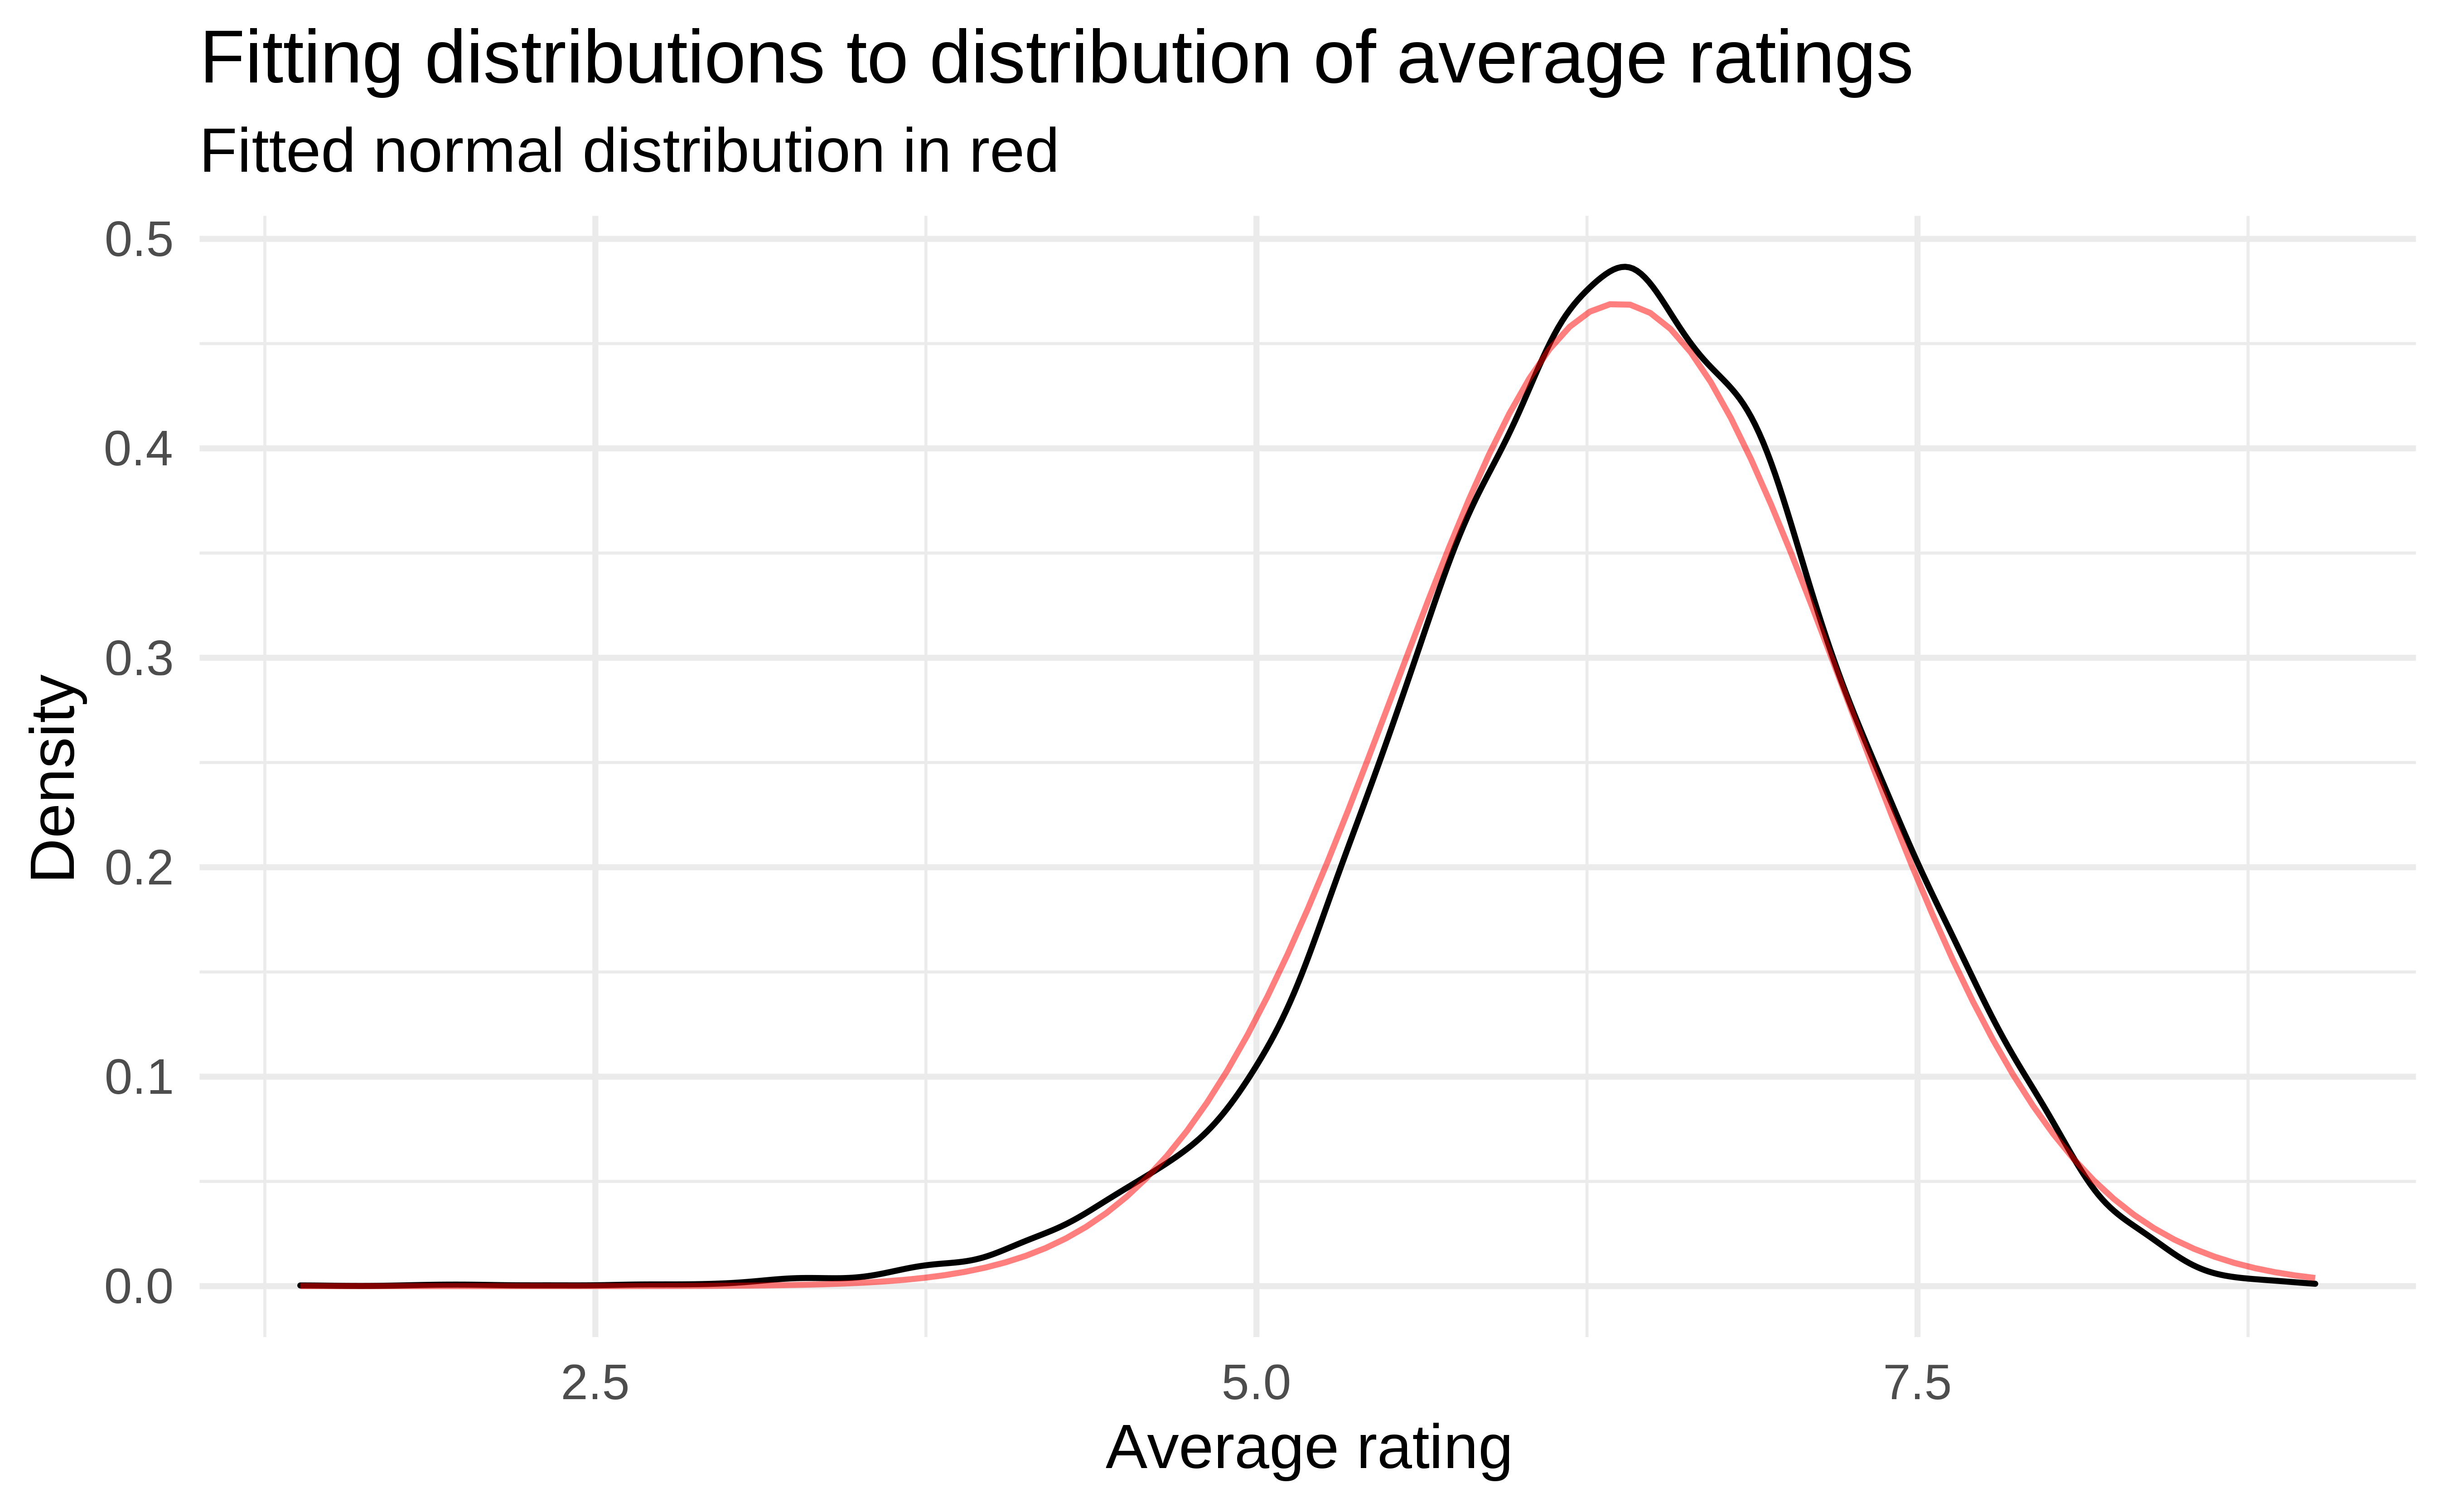 Fitting distributions to distribution of average ratings
Fitted normal distribution in red
0.5
0.4
0.3
0.2
0.1
0.0
Density
2.5 5.0 7.5
Average rating